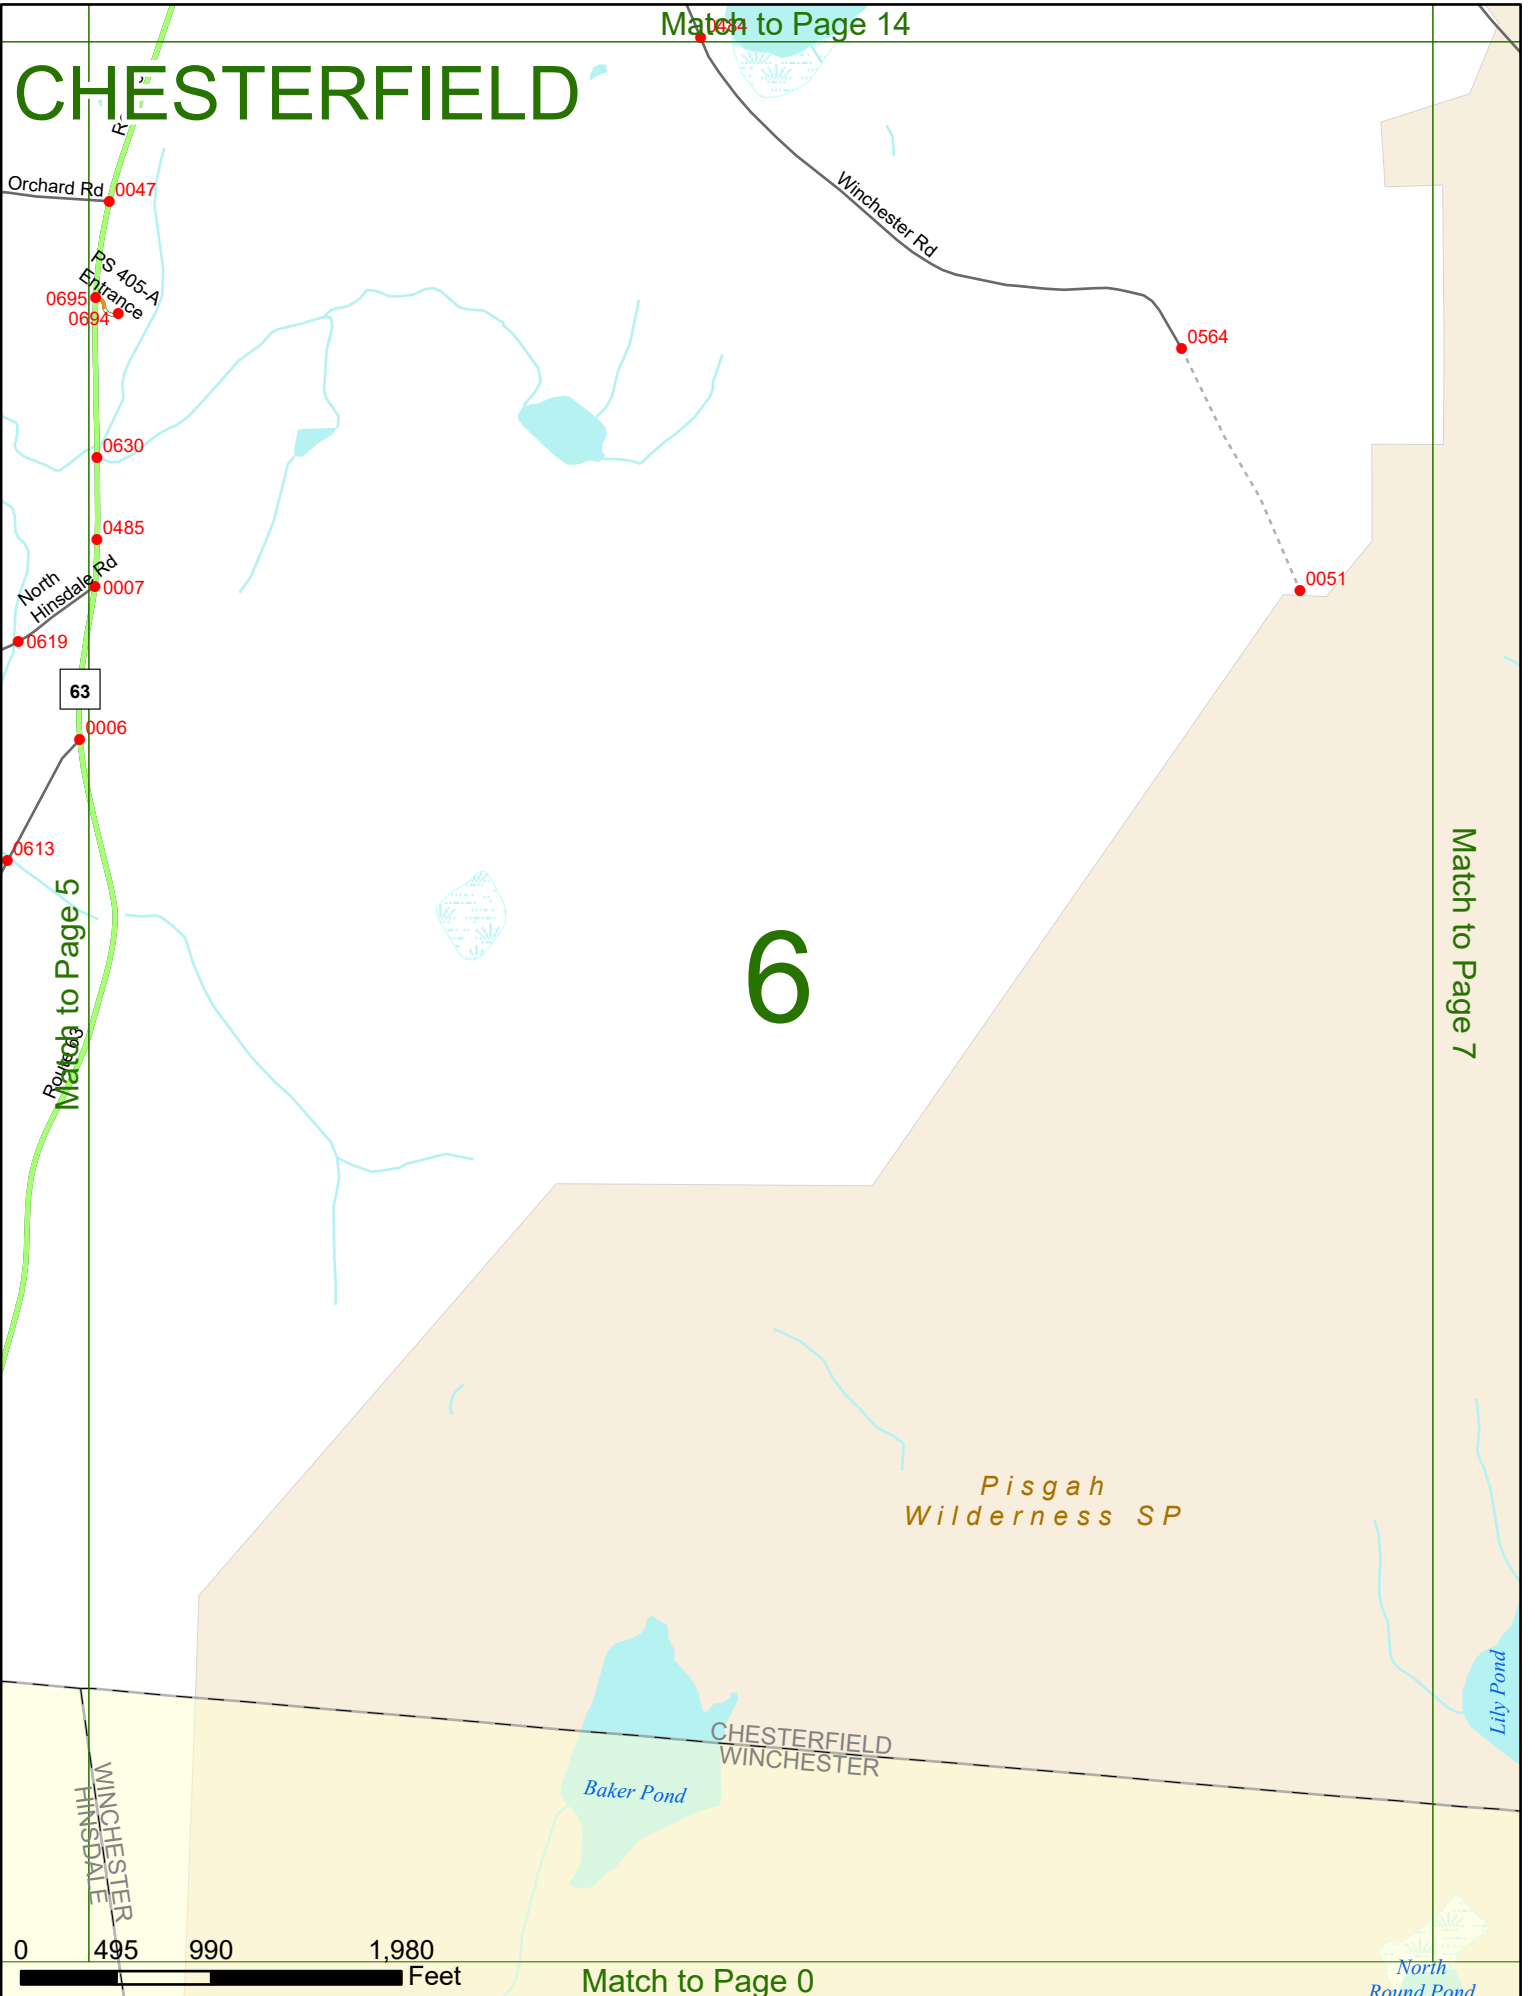 Match to Page 14
0484
CHESTERFIELD
Orchard Rd
0047
Winchester Rd
PS 405-A
Entrance
0695
0694
0564
0630
0485
North
Hinsdale Rd
0007
0051
0619
63
0006
0613
Match to Page 5
Route 63
6
Match to Page 7
Pisgah
Wilderness SP
Lily Pond
CHESTERFIELD
WINCHESTER
Baker Pond
WINCHESTER
HINSDALE
0 495 990 1,980
Feet
Match to Page 0
North
Round Pond